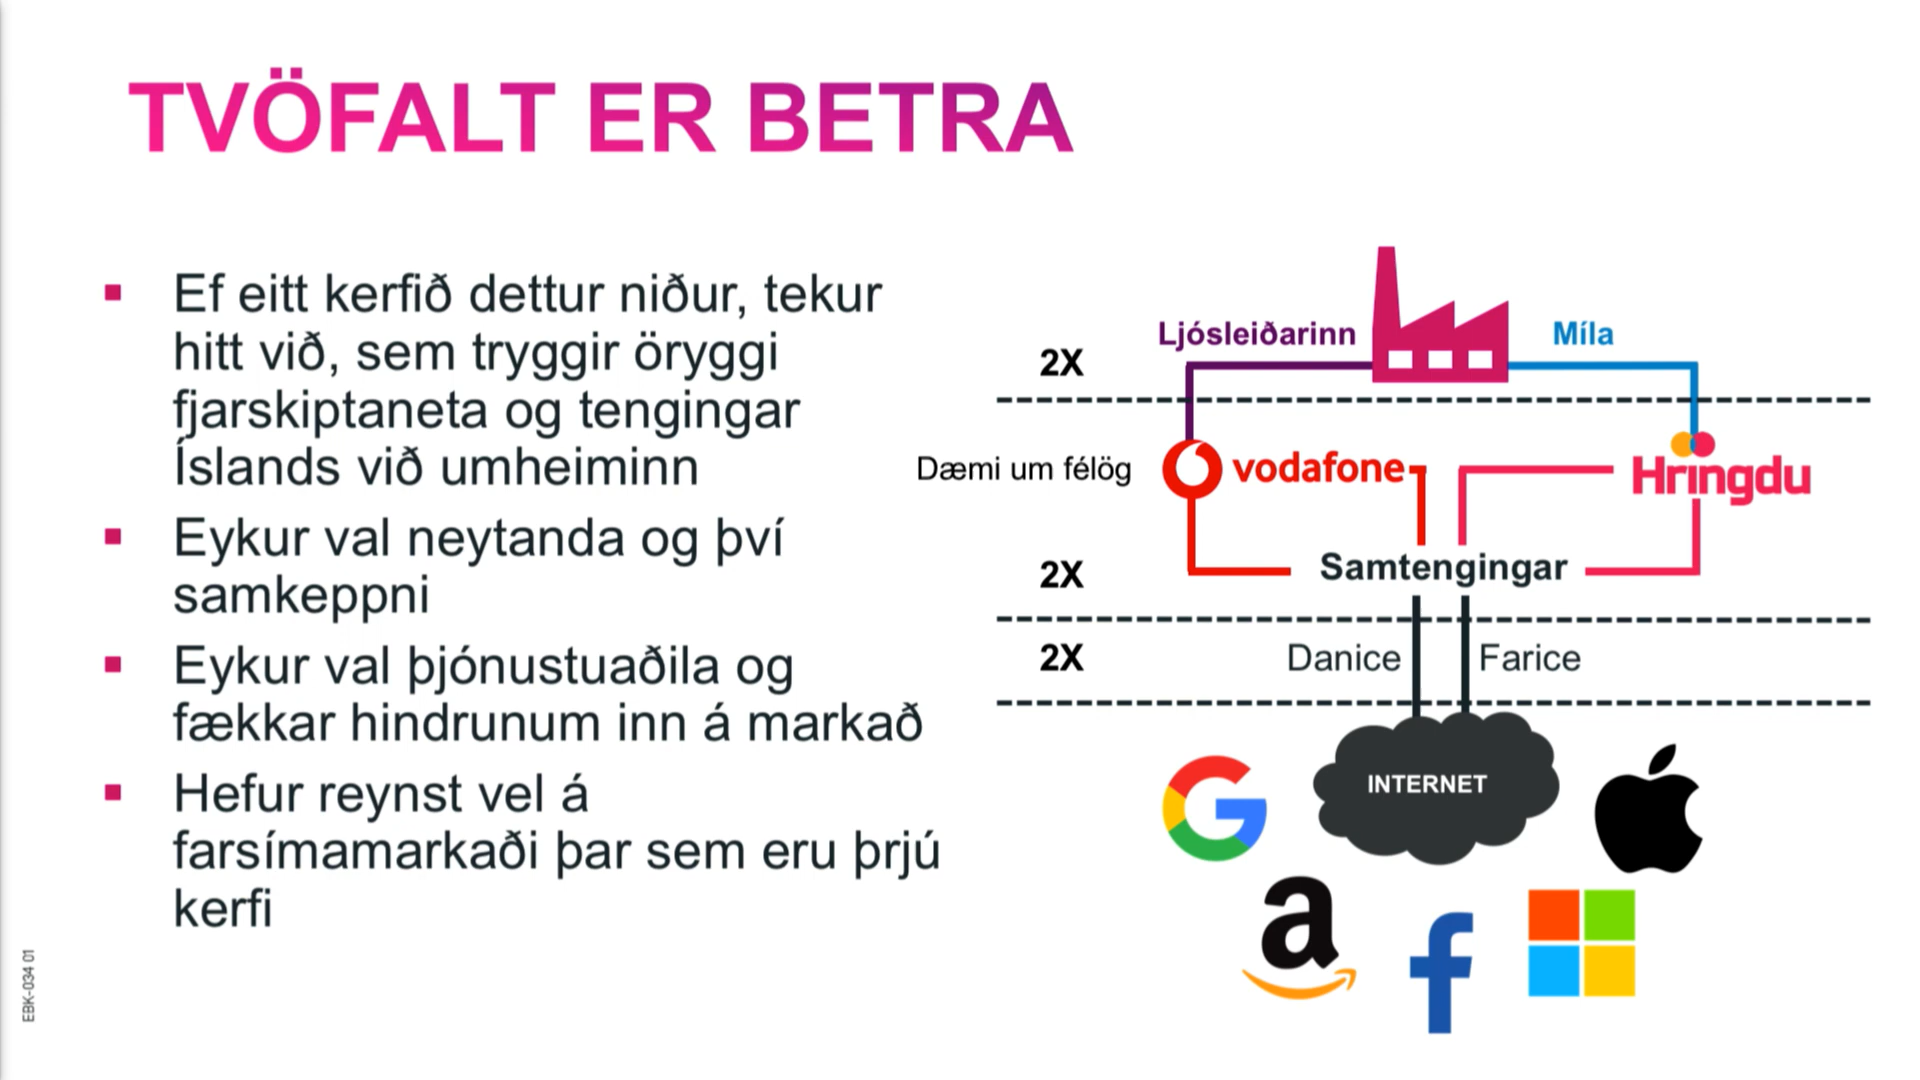 TVÖFALT ER BETRA
Ef eitt kerfið dettur niður, tekur
hitt við, sem tryggir öryggi
fjarskiptaneta og tengingar
Íslands við umheiminn
Eykur val neytanda og því
samkeppni
Eykur val þjónustuaðila og
fækkar hindrunum inn á markað
Hefur reynst vel á
farsímamarkaði þar sem eru þrjú
kerfi
Ljósleiðarinn
Míla
2X
Dæmi um félög
vodafone
Hringdu
2X
Samtengingar
2X
Danice
Farice
INTERNET
EBK-034 01